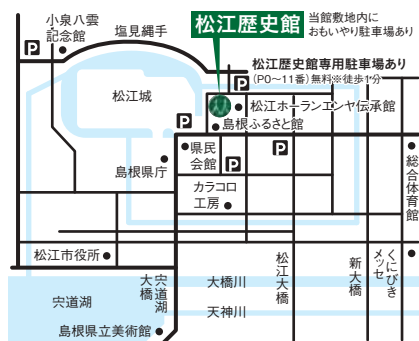 小泉八雲
記念館
塩見縄手
松江歴史館
当館敷地内に
おもいやり駐車場あり
P
松江歴史館専用駐車場あり
(P0〜11番)無料※徒歩1分
P
松江城
松江ホーランエンヤ伝承館
P
島根ふるさと館
県民
会館
P
P
島根県庁
カラコロ
工房
総合体育館
松江市役所
宍道湖
大橋
大橋川
松江大橋
新大橋
くにびき
メッセ
宍道湖
天神川
島根県立美術館